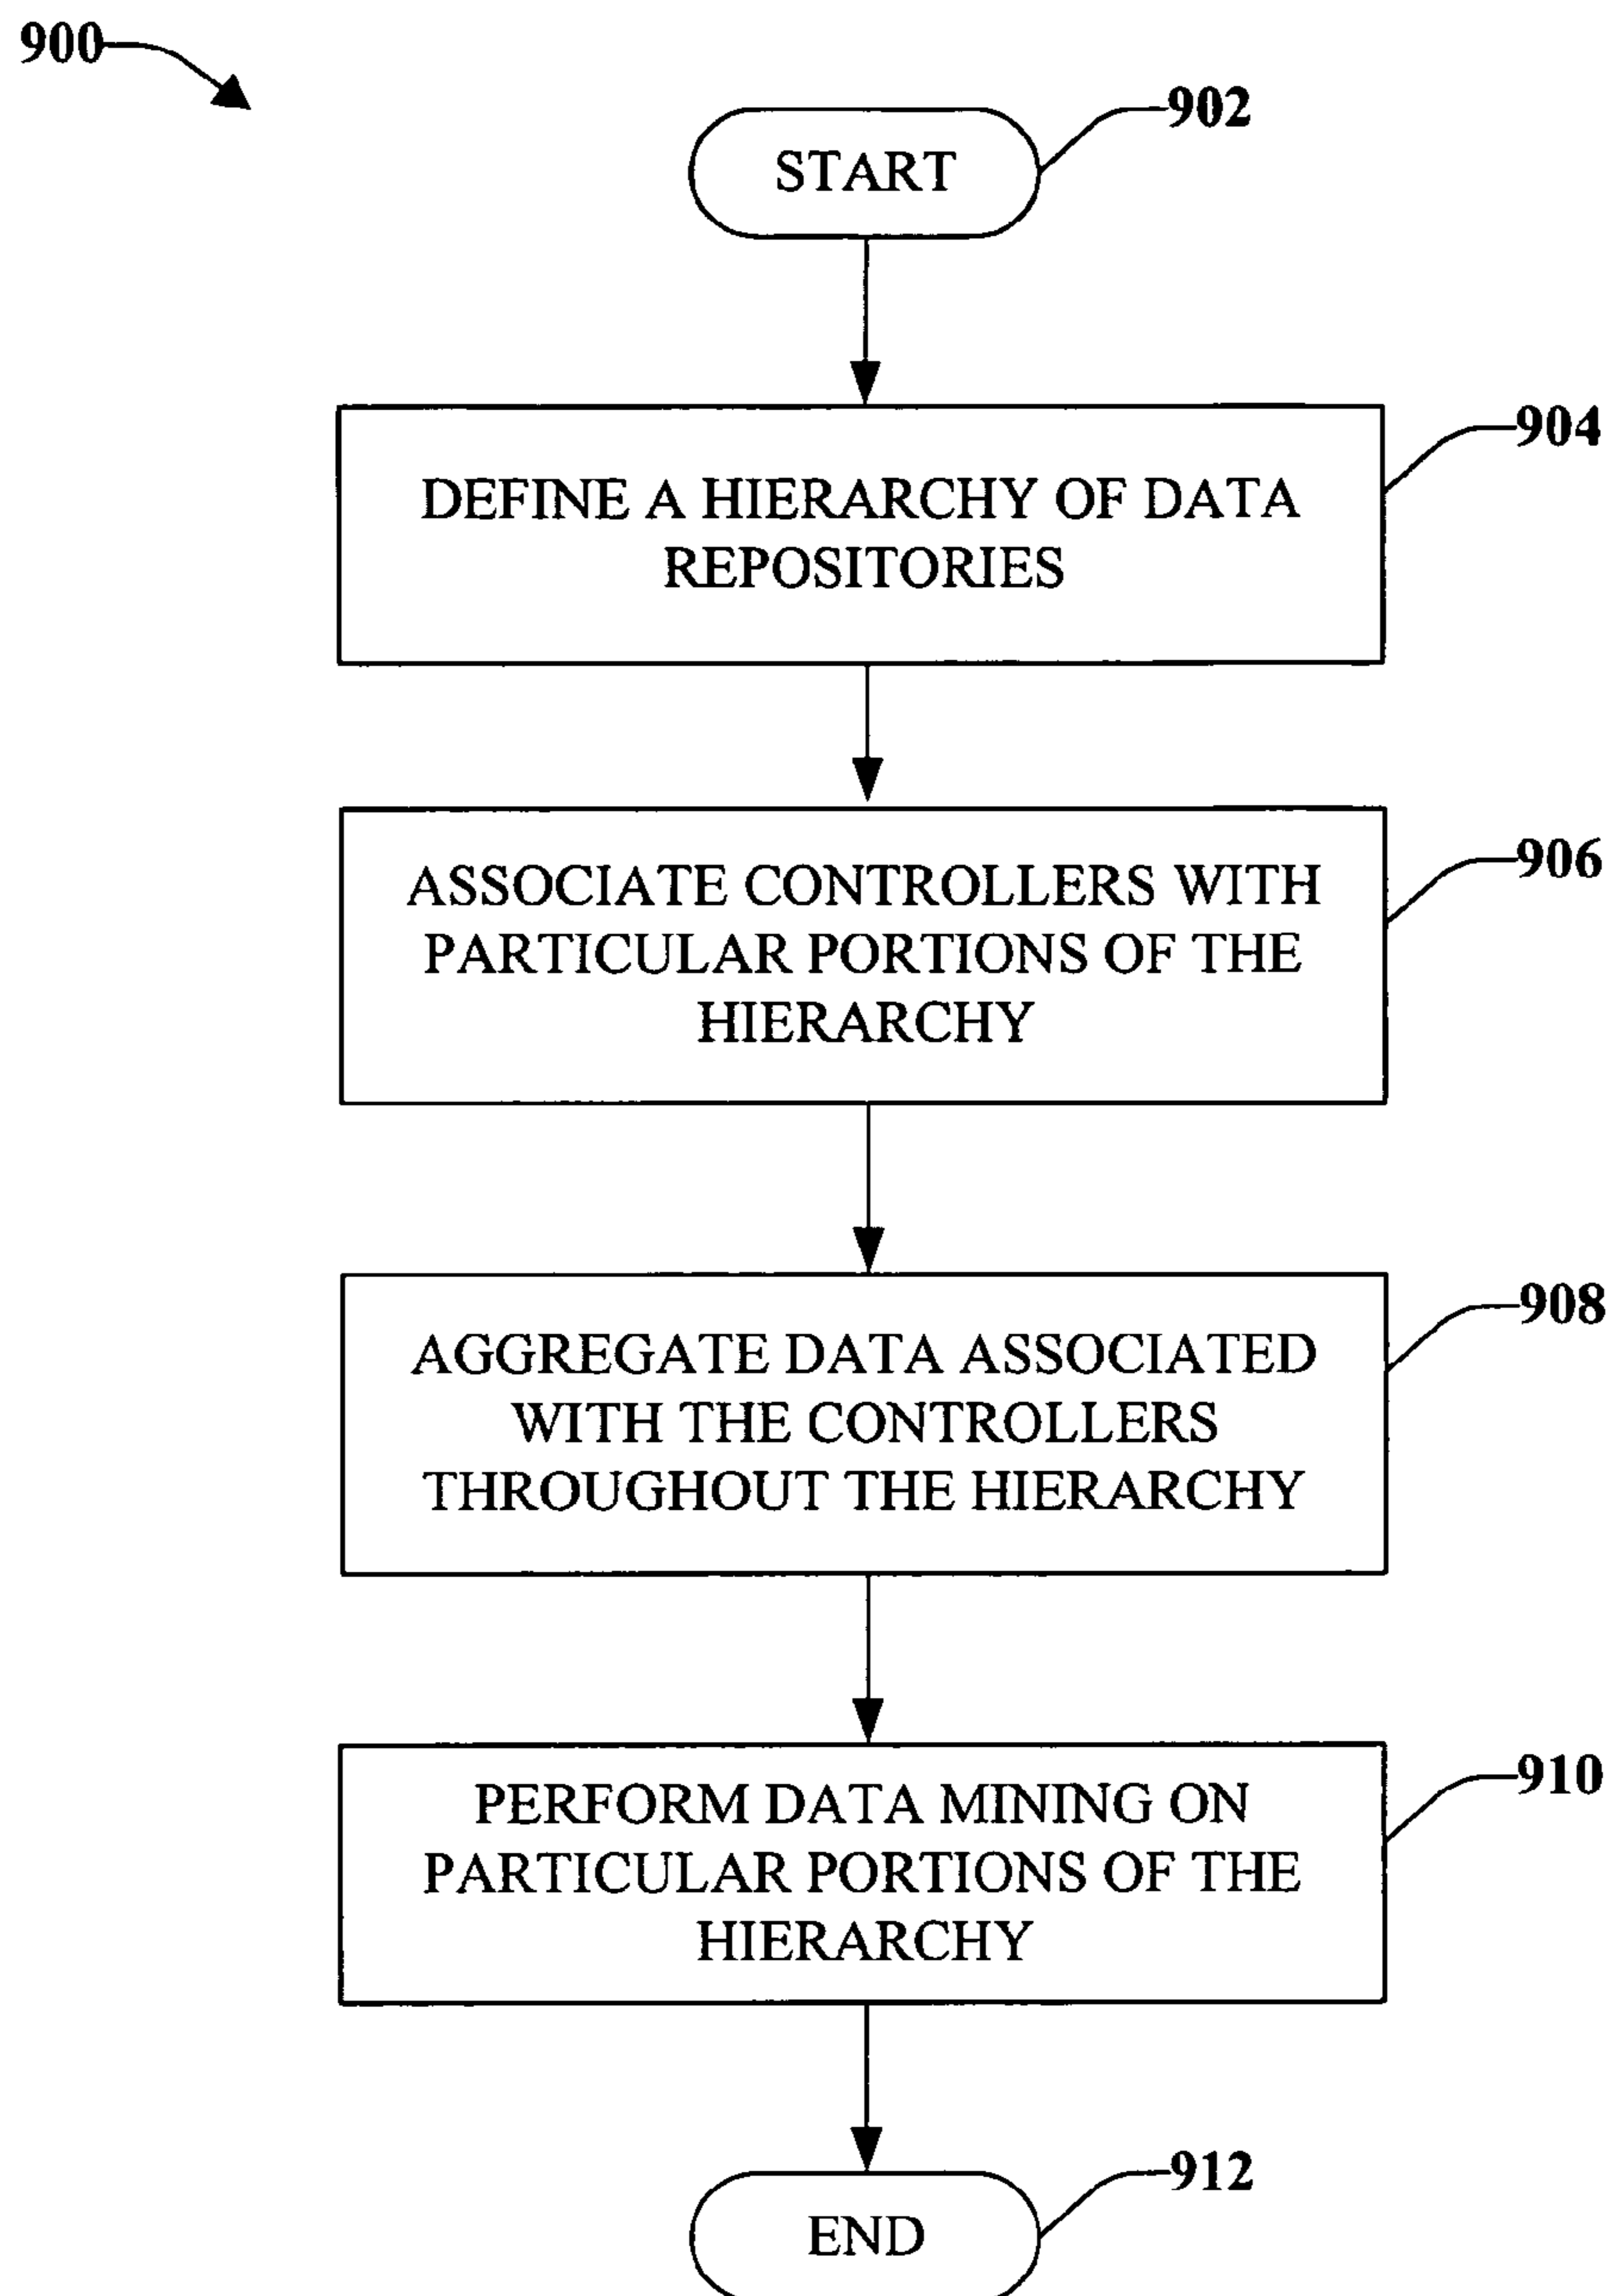 900
902
START
904
DEFINE A HIERARCHY OF DATA
REPOSITORIES
906
ASSOCIATE CONTROLLERS WITH
PARTICULAR PORTIONS OF THE
HIERARCHY
908
AGGREGATE DATA ASSOCIATED
WITH THE CONTROLLERS
THROUGHOUT THE HIERARCHY
910
PERFORM DATA MINING ON
PARTICULAR PORTIONS OF THE
HIERARCHY
912
END